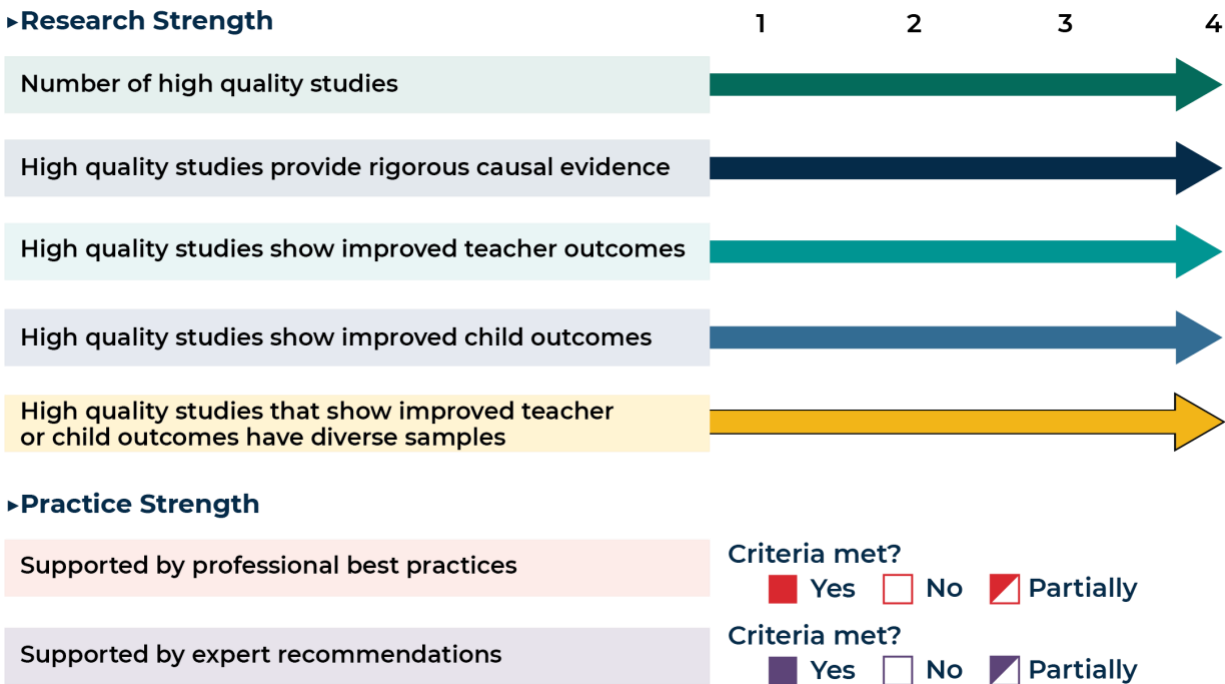 ▸Research Strength 1 2 3 4
Number of high quality studies
High quality studies provide rigorous causal evidence
High quality studies show improved teacher outcomes
High quality studies show improved child outcomes
High quality studies that show improved teacher
or child outcomes have diverse samples
▸Practice Strength
Supported by professional best practices
Criteria met?
Yes No Partially
Supported by expert recommendations
Criteria met?
Yes No Partially